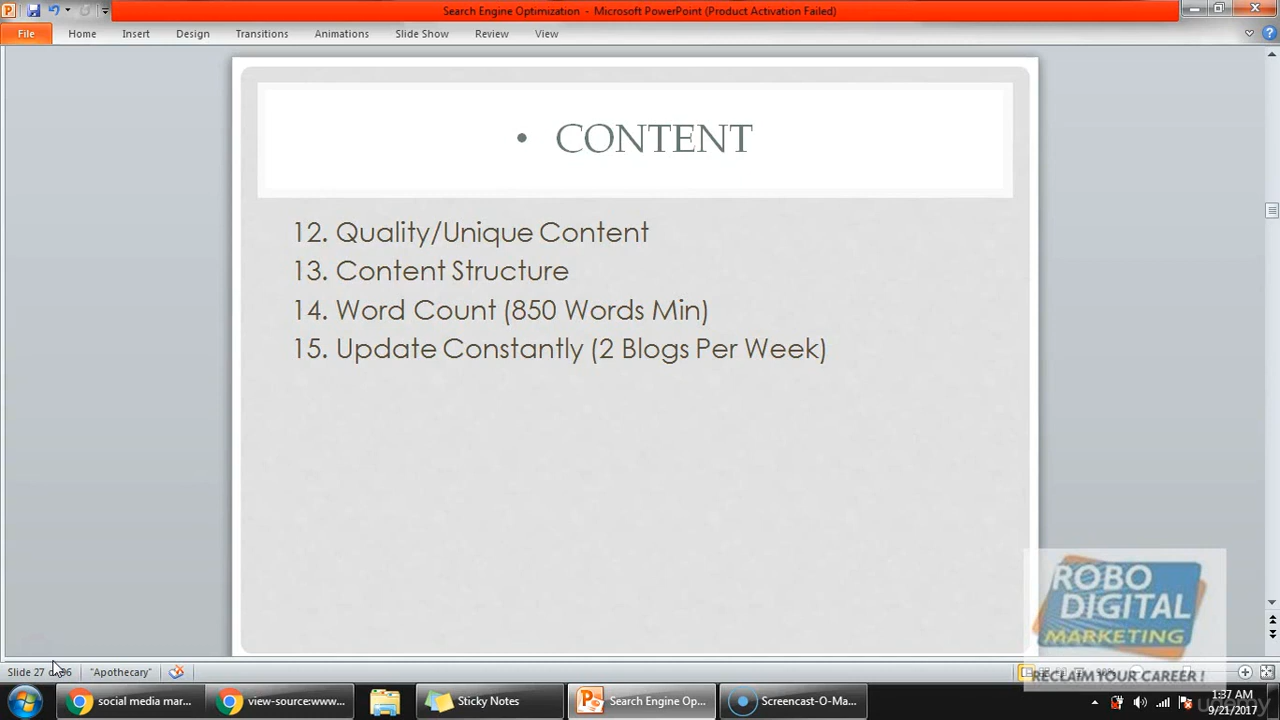 Search Engine Optimization - Microsoft PowerPoint (Product Activation Failed)
File Home Insert Design Transitions Animations Slide Show Review View
• CONTENT
12. Quality/Unique Content
13. Content Structure
14. Word Count (850 Words Min)
15. Update Constantly (2 Blogs Per Week)
ROBO
DIGITAL
MARKETING
RECLAIM YOUR CAREER !
Slide 27 "Apothecary"
social media mar... view-source:www... Sticky Notes Search Engine Op... Screencast-O-Ma...
1:37 AM
9/21/2017
udemy